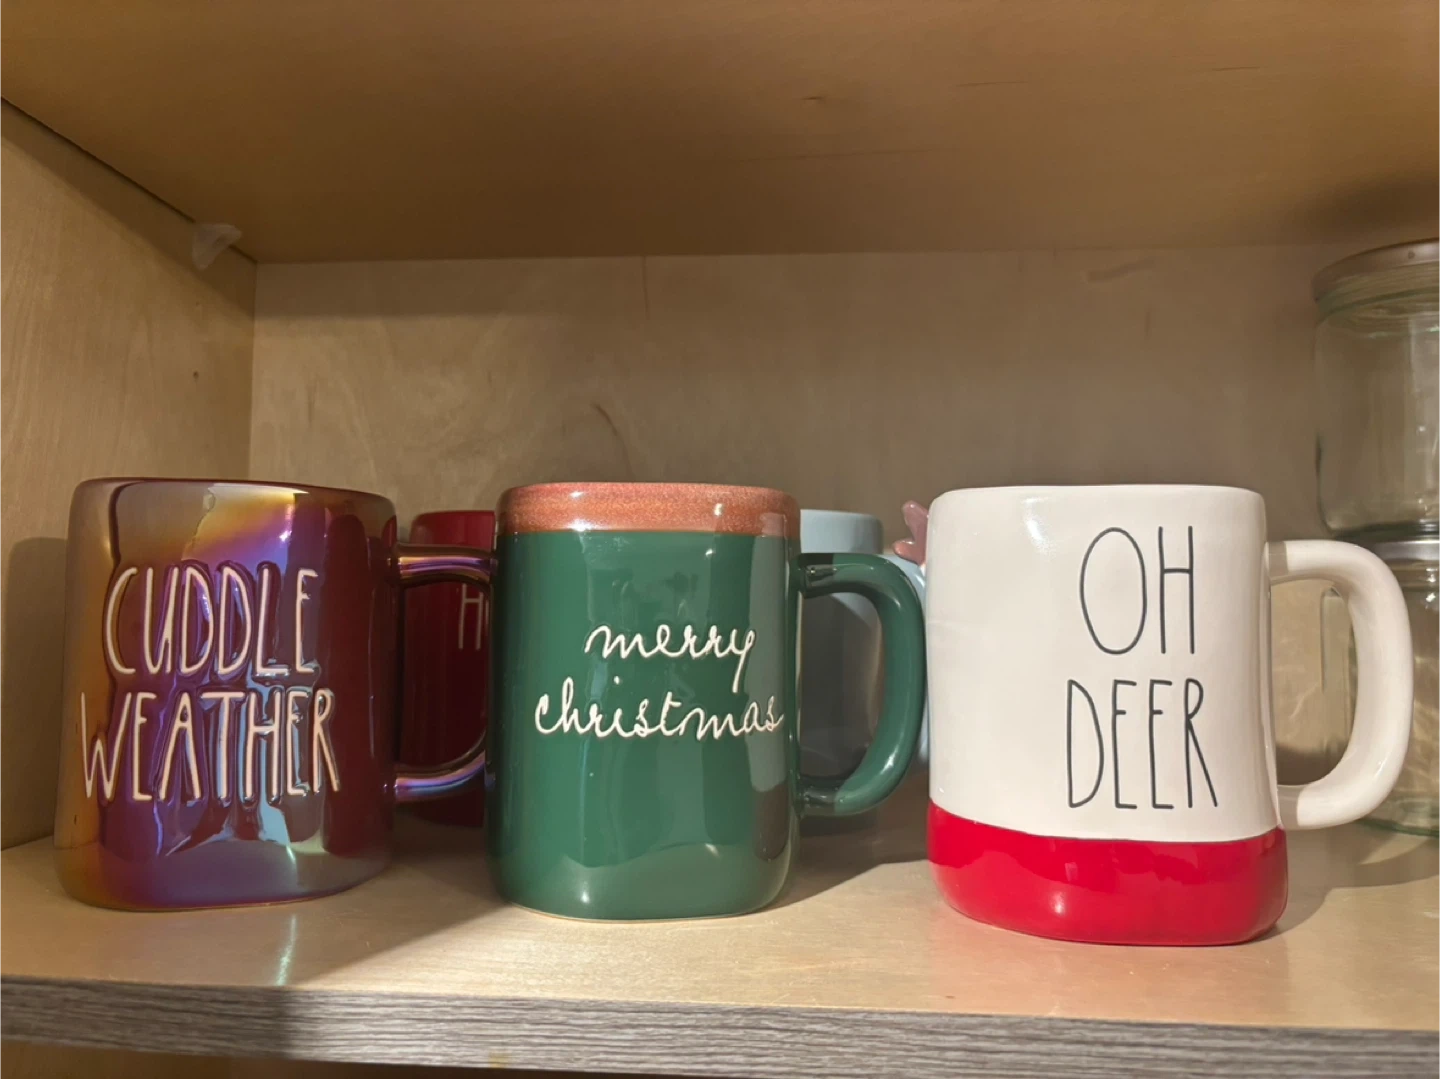 CUDDLE
WEATHER
merry
christmas
OH
DEER